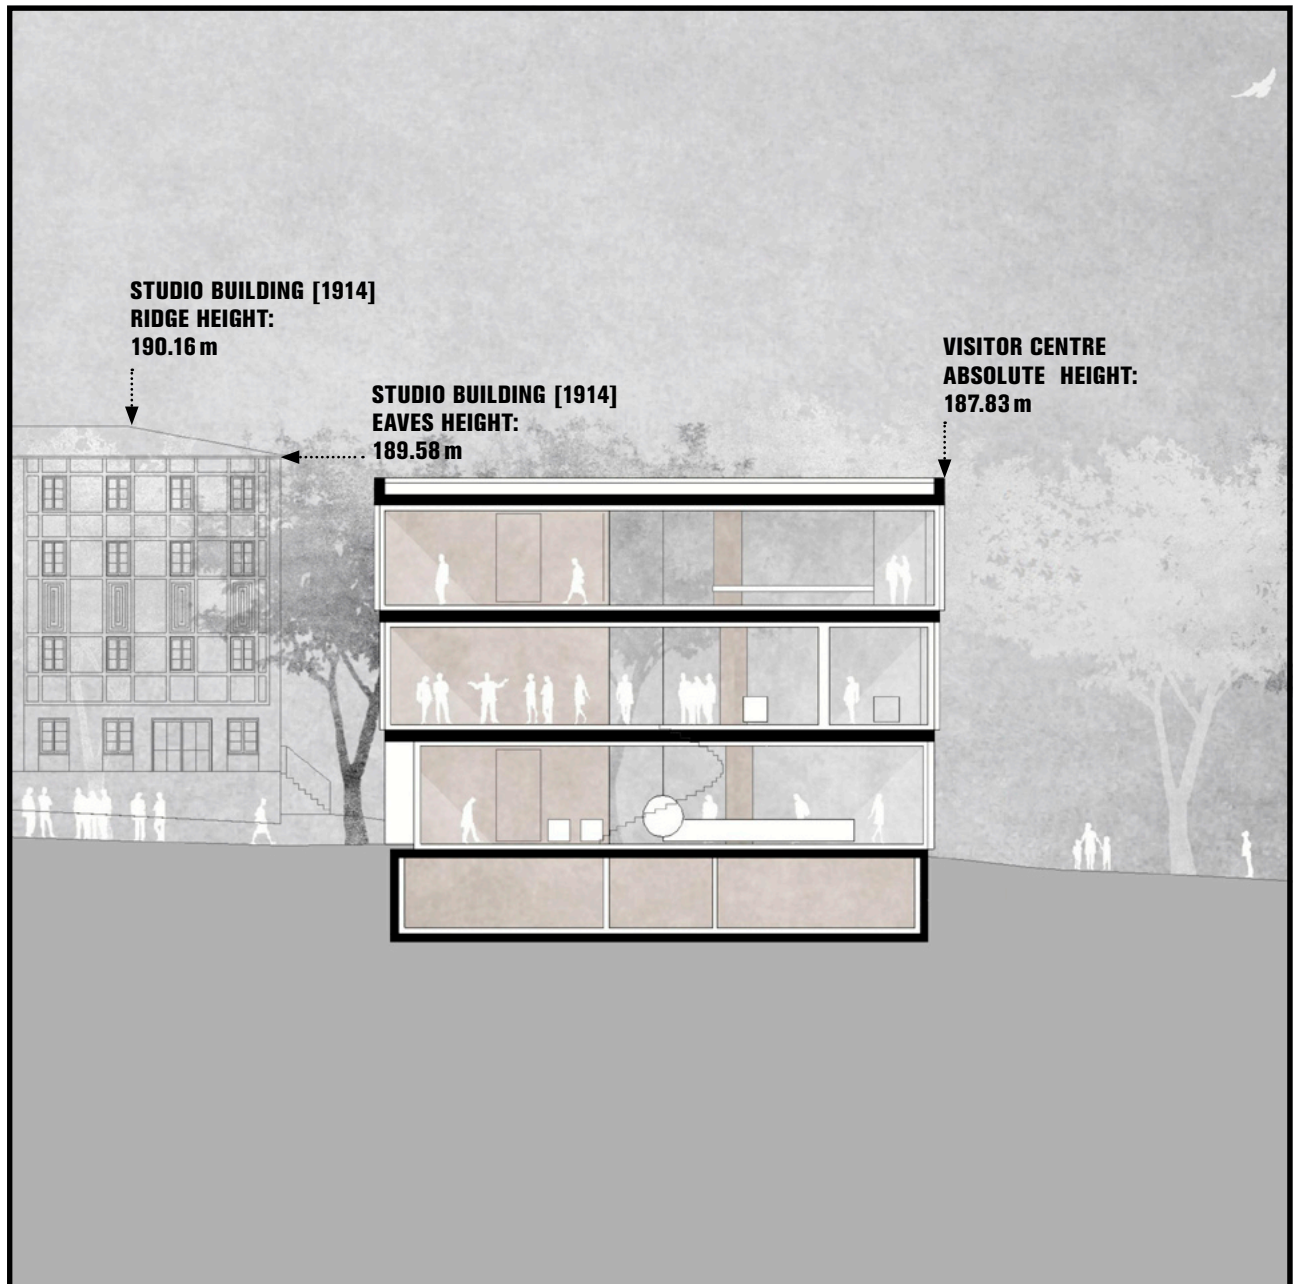 STUDIO BUILDING [1914]
RIDGE HEIGHT:
190.16 m
STUDIO BUILDING [1914]
EAVES HEIGHT:
189.58 m
VISITOR CENTRE
ABSOLUTE HEIGHT:
187.83 m